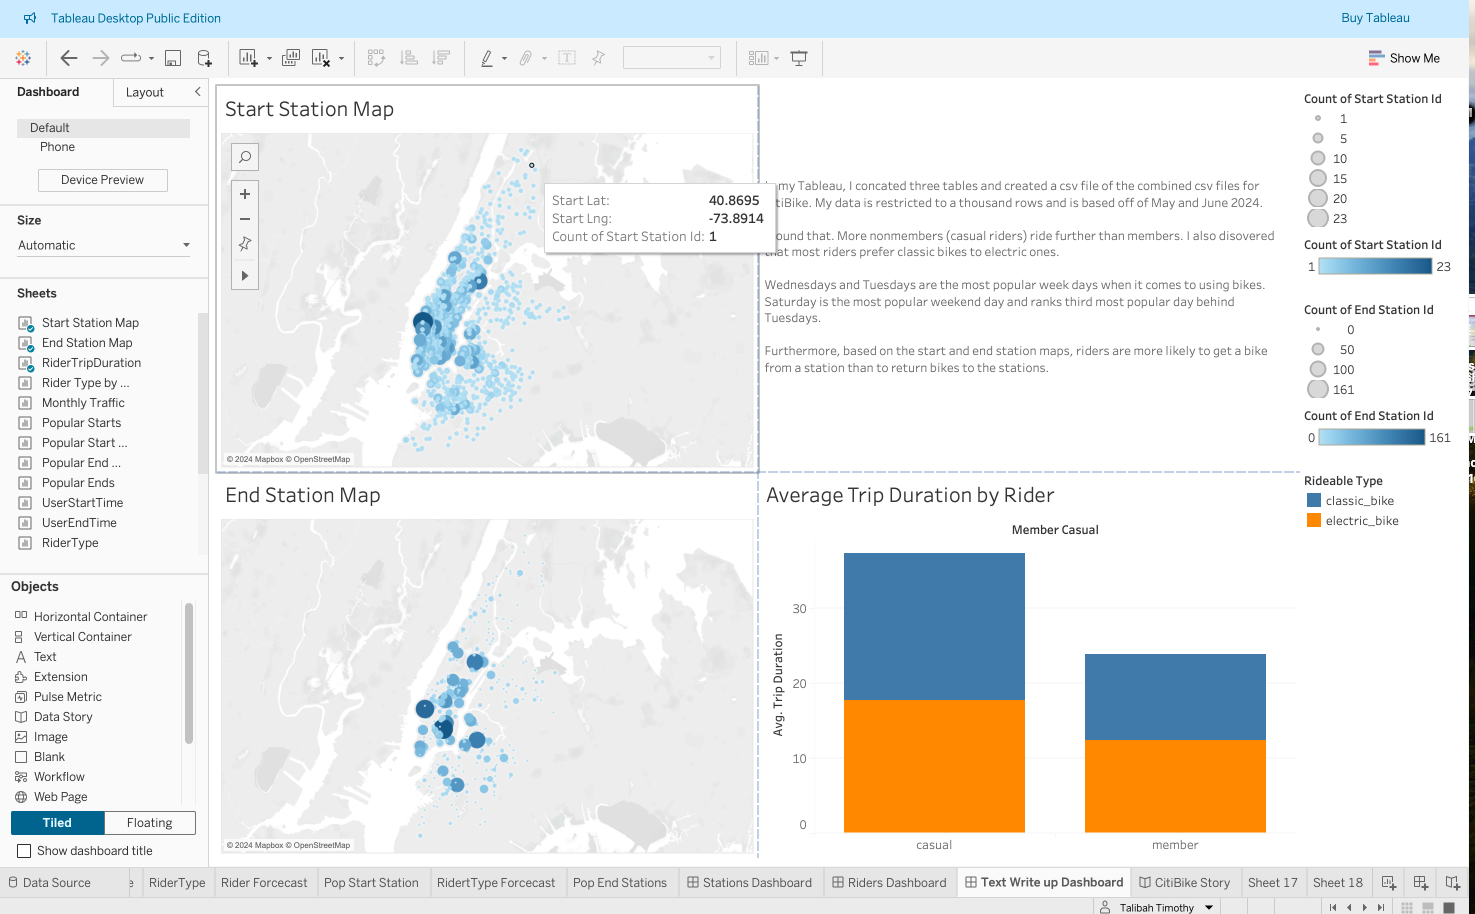 Tableau Desktop Public Edition
Buy Tableau
Show Me
Dashboard
Layout
Default
Phone
Device Preview
Size
Automatic
Sheets
Start Station Map
End Station Map
RiderTripDuration
Rider Type by ...
Monthly Traffic
Popular Starts
Popular Start ...
Popular End ...
Popular Ends
UserStartTime
UserEndTime
RiderType
Objects
Horizontal Container
Vertical Container
Text
Extension
Pulse Metric
Data Story
Image
Blank
Workflow
Web Page
Tiled
Floating
Show dashboard title
Start Station Map
Start Lat: 40.8695
Start Lng: -73.8914
Count of Start Station Id: 1
© 2024 Mapbox © OpenStreetMap
my Tableau, I concated three tables and created a csv file of the combined csv files for
tiBike. My data is restricted to a thousand rows and is based off of May and June 2024.
ound that. More nonmembers (casual riders) ride further than members. I also disovered
that most riders prefer classic bikes to electric ones.
Wednesdays and Tuesdays are the most popular week days when it comes to using bikes.
Saturday is the most popular weekend day and ranks third most popular day behind
Tuesdays.
Furthermore, based on the start and end station maps, riders are more likely to get a bike
from a station than to return bikes to the stations.
End Station Map
© 2024 Mapbox © OpenStreetMap
Average Trip Duration by Rider
Member Casual
Avg. Trip Duration
30
20
10
0
casual
member
Count of Start Station Id
1
5
10
15
20
23
Count of Start Station Id
1 23
Count of End Station Id
0
50
100
161
Count of End Station Id
0 161
Rideable Type
classic_bike
electric_bike
Data Source
e
RiderType
Rider Forcecast
Pop Start Station
RidertType Forcecast
Pop End Stations
Stations Dashboard
Riders Dashboard
Text Write up Dashboard
CitiBike Story
Sheet 17
Sheet 18
Talibah Timothy